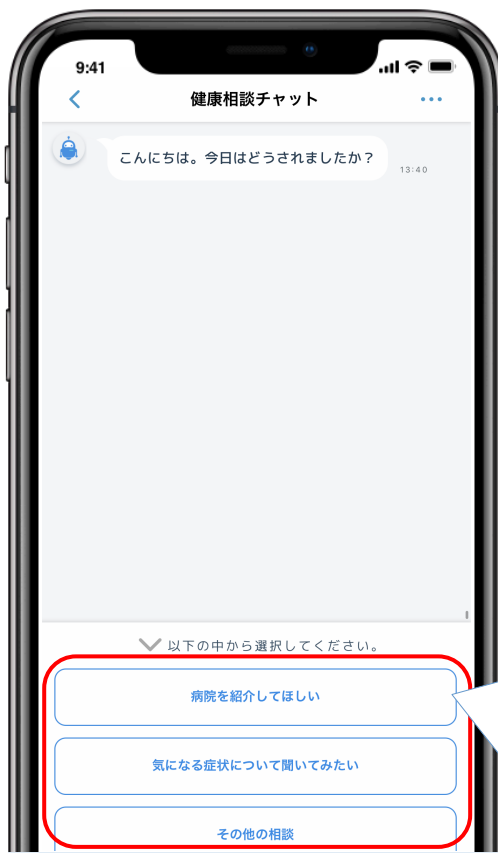 9:41
健康相談チャット
こんにちは。今日はどうされましたか？
13:40
以下の中から選択してください。
病院を紹介してほしい
気になる症状について聞いてみたい
その他の相談